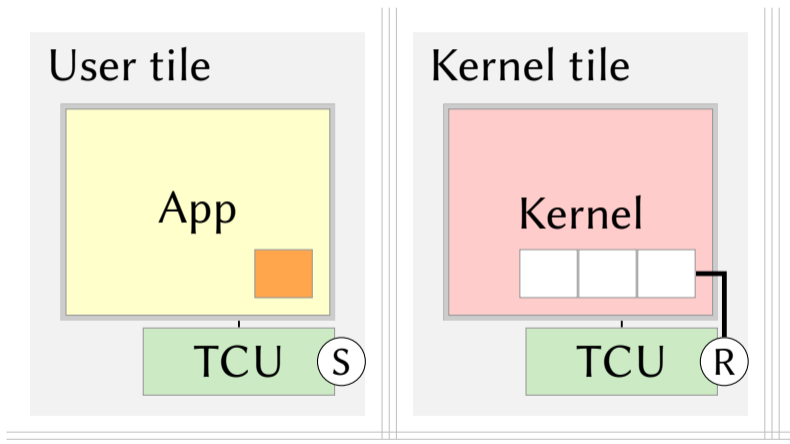 User tile
App
TCU
S
Kernel tile
Kernel
TCU
R